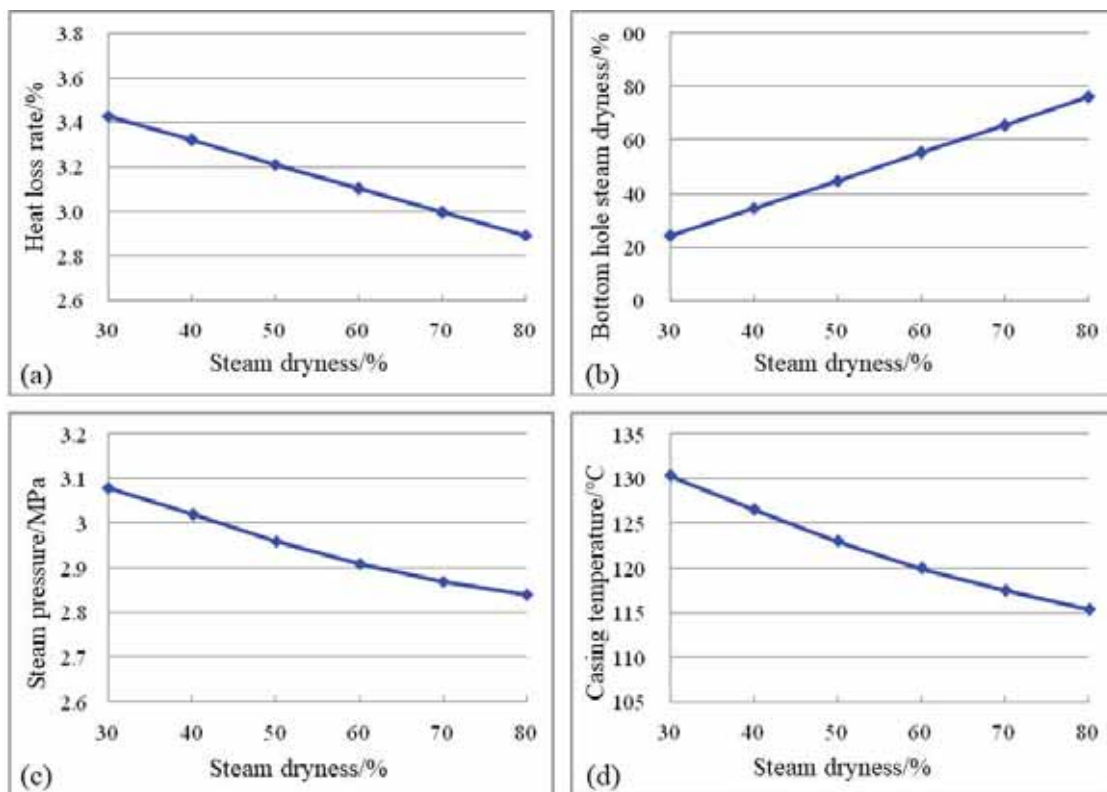 Heat loss rate/%
3.8
3.6
3.4
3.2
3.0
2.8
2.6
30 40 50 60 70 80
Steam dryness/%
(a)
Bottom hole steam dryness/%
00
80
60
40
20
0
30 40 50 60 70 80
Steam dryness/%
(b)
Steam pressure/MPa
3.2
3.1
3
2.9
2.8
2.7
2.6
30 40 50 60 70 80
Steam dryness/%
(c)
Casing temperature/°C
135
130
125
120
115
110
105
30 40 50 60 70 80
Steam dryness/%
(d)